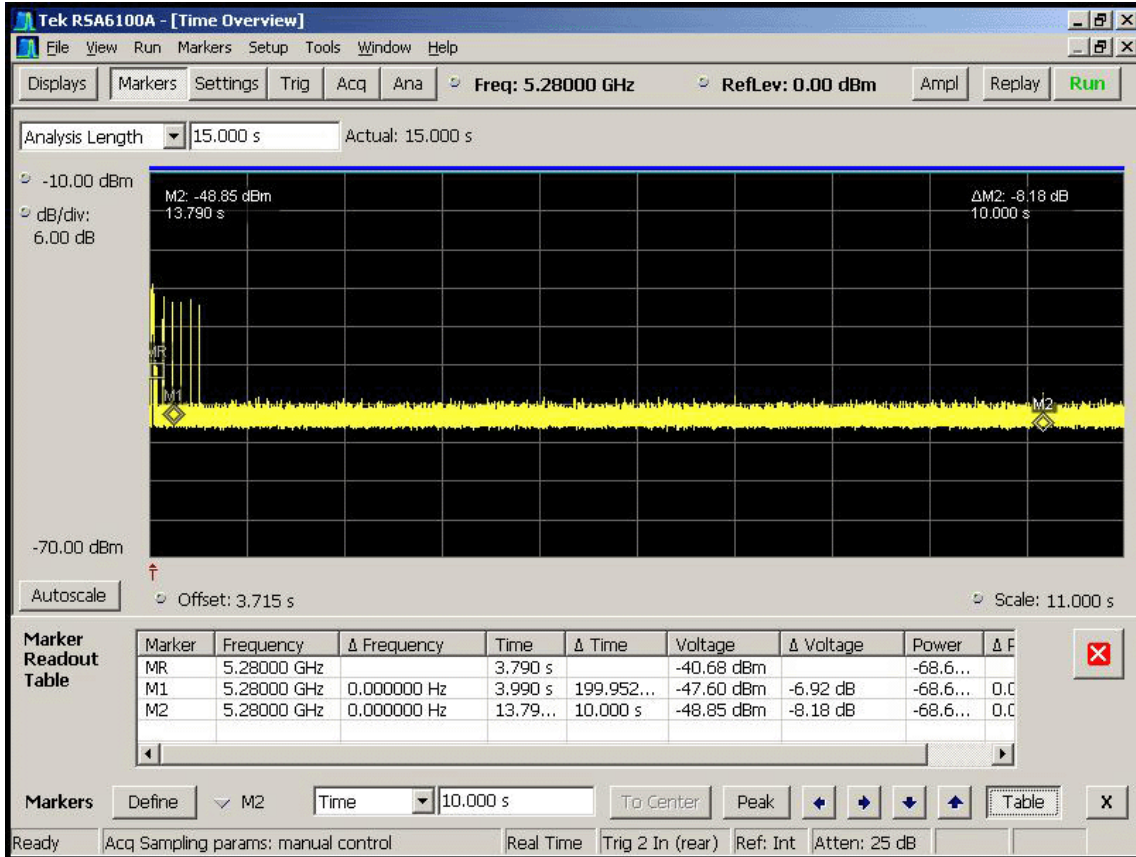 Tek RSA6100A - [Time Overview]
File View Run Markers Setup Tools Window Help
Displays Markers Settings Trig Acq Ana Freq: 5.28000 GHz RefLev: 0.00 dBm Ampl Replay Run
Analysis Length 15.000 s Actual: 15.000 s
-10.00 dBm
dB/div:
6.00 dB
M2: -48.85 dBm
13.790 s
ΔM2: -8.18 dB
10.000 s
MR
M1
M2
-70.00 dBm
T
Autoscale Offset: 3.715 s Scale: 11.000 s
Marker Readout Table
Marker Frequency Δ Frequency Time Δ Time Voltage Δ Voltage Power Δ
MR 5.28000 GHz 3.790 s -40.68 dBm -68.6...
M1 5.28000 GHz 0.000000 Hz 3.990 s 199.952... -47.60 dBm -6.92 dB -68.6... 0.0
M2 5.28000 GHz 0.000000 Hz 13.79... 10.000 s -48.85 dBm -8.18 dB -68.6... 0.0
Markers Define M2 Time 10.000 s To Center Peak Table X
Ready Acq Sampling params: manual control Real Time Trig 2 In (rear) Ref: Int Atten: 25 dB